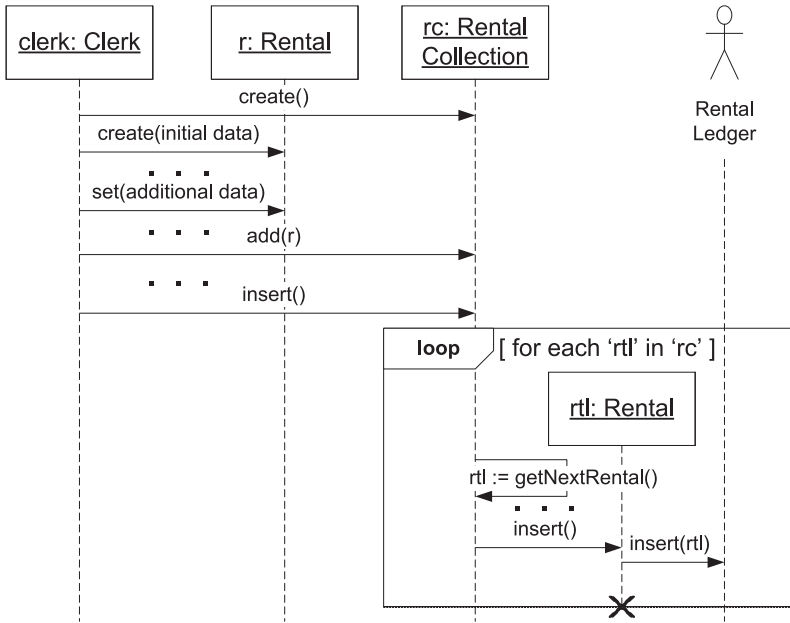 clerk: Clerk
r: Rental
rc: Rental
Collection
Rental
Ledger
create()
create(initial data)
. . .
set(additional data)
. . .
add(r)
. . .
insert()
loop
[ for each ‘rtl’ in ‘rc’ ]
rtl: Rental
rtl := getNextRental()
. . .
insert()
insert(rtl)